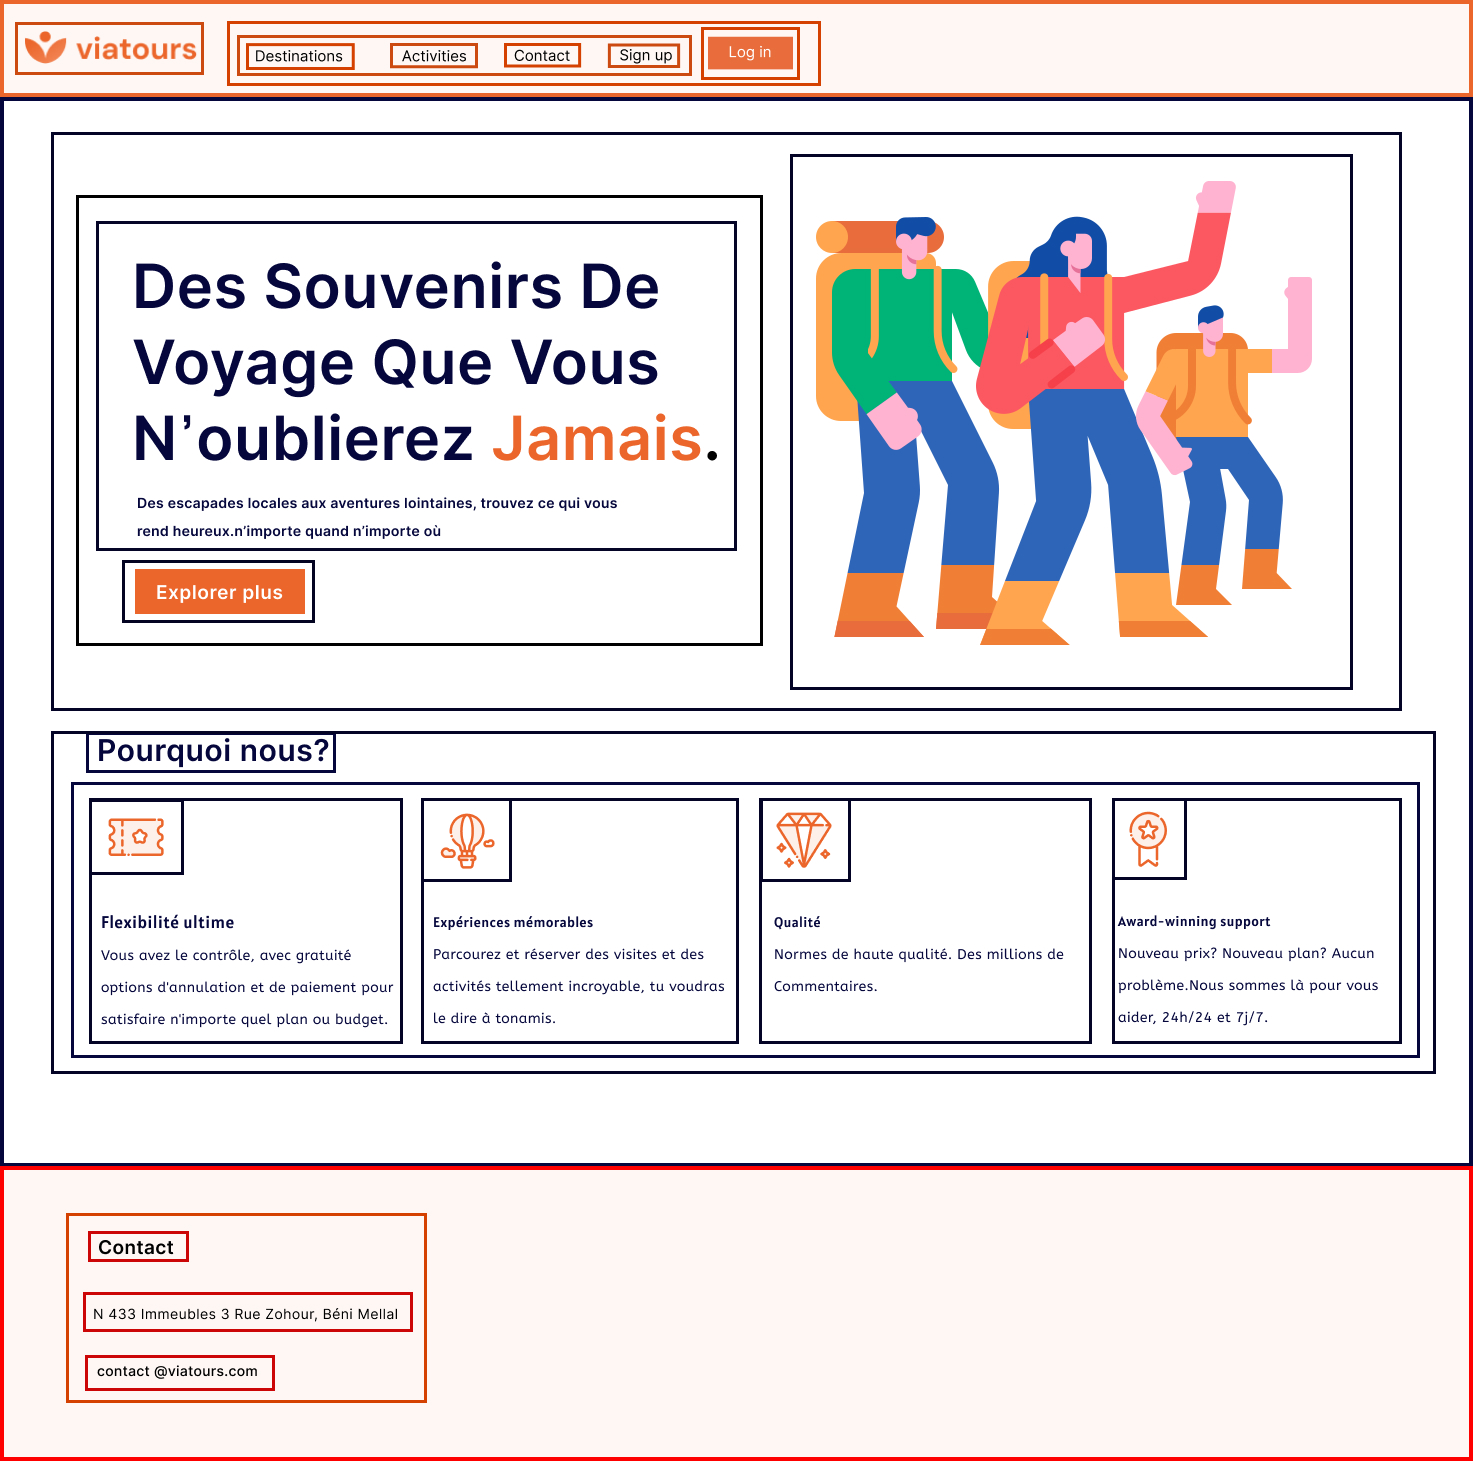 viatours
Destinations
Activities
Contact
Sign up
Log in
Des Souvenirs De
Voyage Que Vous
N’oublierez Jamais.
Des escapades locales aux aventures lointaines, trouvez ce qui vous
rend heureux.n’importe quand n’importe où
Explorer plus
Pourquoi nous?
Flexibilité ultime
Vous avez le contrôle, avec gratuité
options d'annulation et de paiement pour
satisfaire n'importe quel plan ou budget.
Expériences mémorables
Parcourez et réserver des visites et des
activités tellement incroyable, tu voudras
le dire à tonamis.
Qualité
Normes de haute qualité. Des millions de
Commentaires.
Award-winning support
Nouveau prix? Nouveau plan? Aucun
problème.Nous sommes là pour vous
aider, 24h/24 et 7j/7.
Contact
N 433 Immeubles 3 Rue Zohour, Béni Mellal
contact @viatours.com